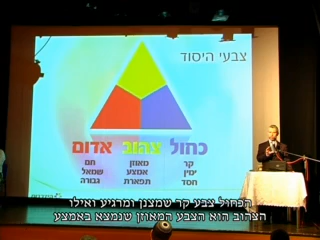 צבעי היסוד
כחול צהוב אדום
קר מאוזן חם
ימין אמצע שמאל
חסד תפארת גבורה
הכחול צבע קר שמצנן ומרגיע ואילו
הצהוב הוא הצבע המאוזן שנמצא באמצע